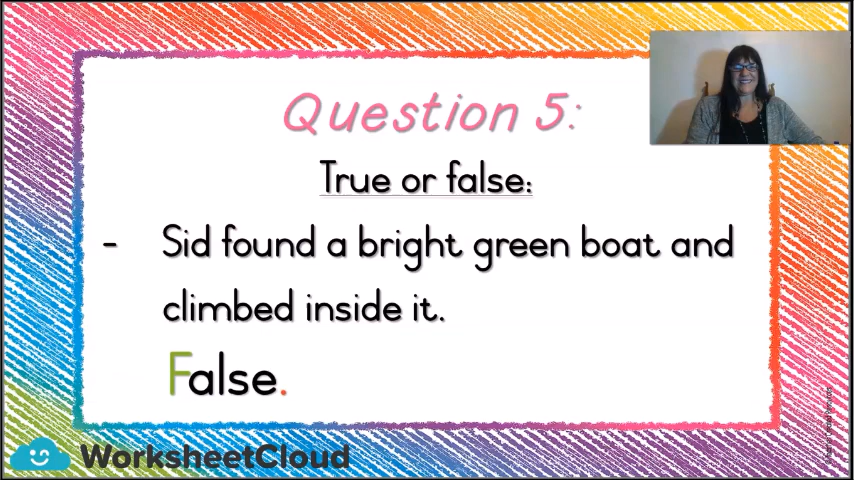 Question 5:
True or false:
- Sid found a bright green boat and
climbed inside it.
False.
WorksheetCloud